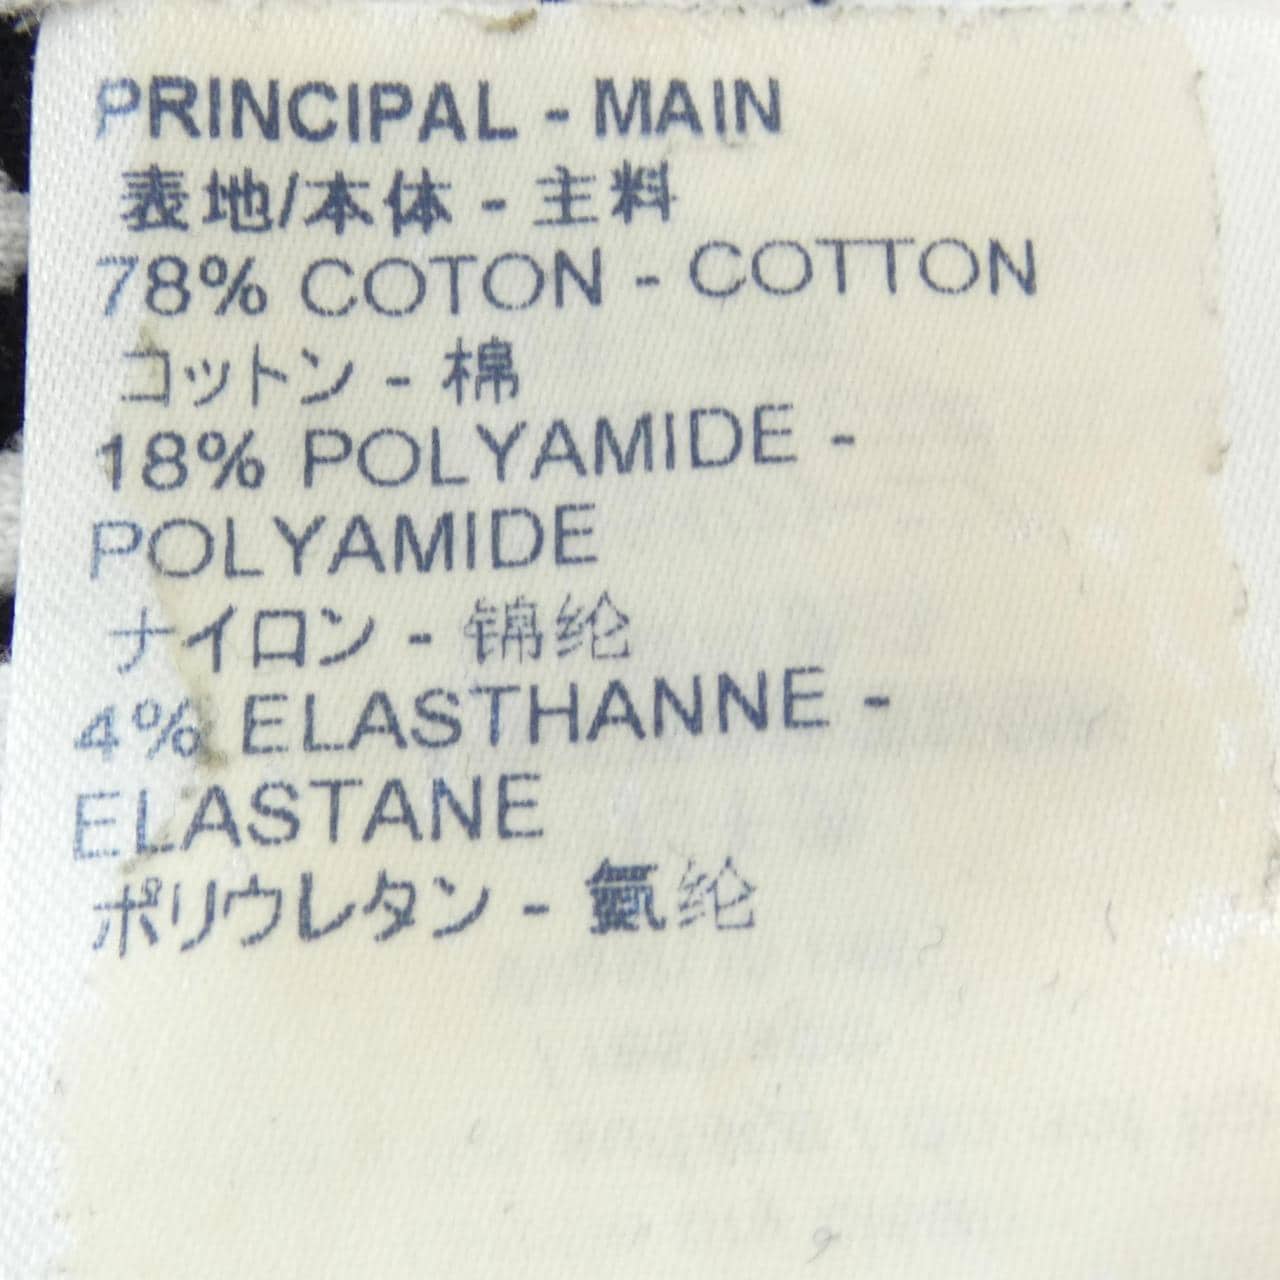 PRINCIPAL - MAIN
表地/本体 - 主料
78% COTON - COTTON
コットン - 棉
18% POLYAMIDE -
POLYAMIDE
ナイロン - 锦纶
4% ELASTHANNE -
ELASTANE
ポリウレタン - 氨纶